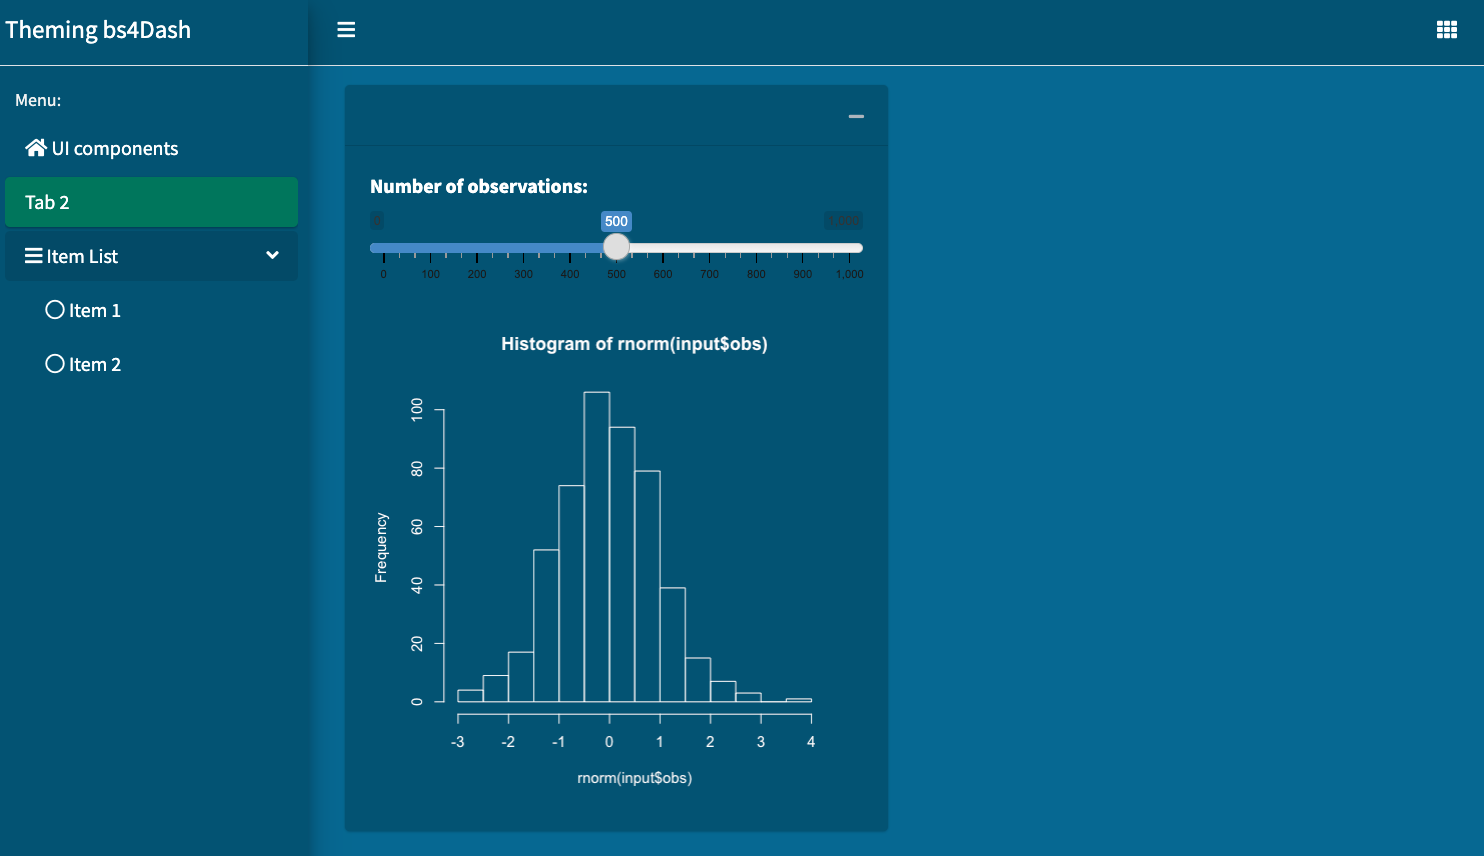 Theming bs4Dash
Menu:
UI components
Tab 2
Item List
Item 1
Item 2
Number of observations:
0 500 1,000
0 100 200 300 400 500 600 700 800 900 1,000
Histogram of rnorm(input$obs)
Frequency
100
80
60
40
20
0
-3 -2 -1 0 1 2 3 4
rnorm(input$obs)